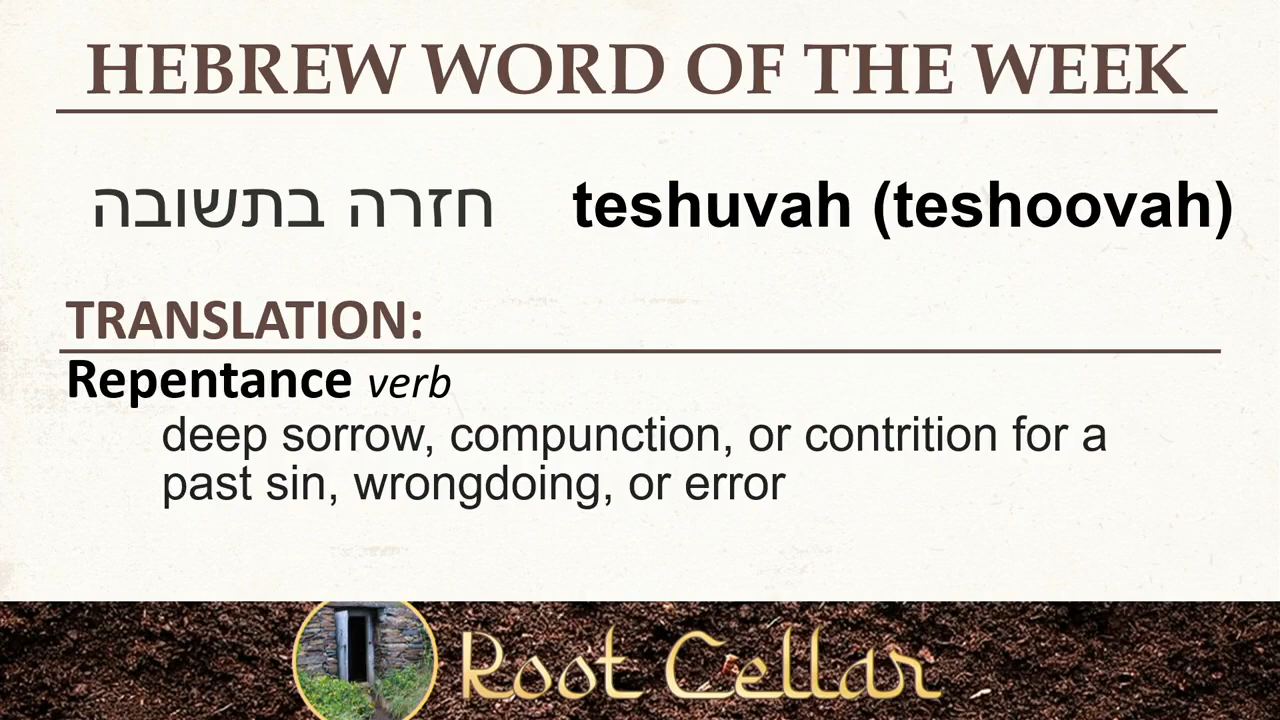 HEBREW WORD OF THE WEEK
חזרה בתשובה teshuvah (teshoovah)
TRANSLATION:
Repentance verb
deep sorrow, compunction, or contrition for a
past sin, wrongdoing, or error
Root Cellar